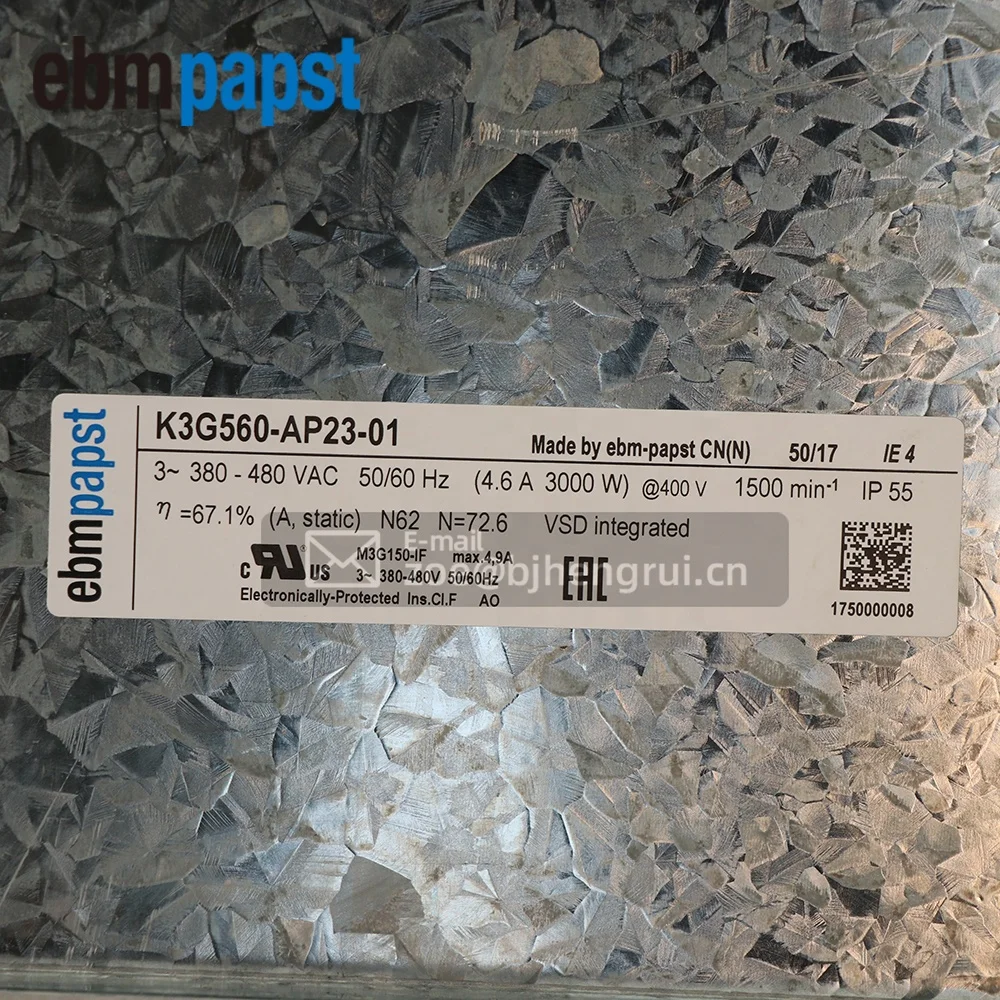 ebmpapst
ebmpapst
K3G560-AP23-01 Made by ebm-papst CN(N) 50/17 IE 4
3~ 380 - 480 VAC 50/60 Hz (4.6 A 3000 W) @400 V 1500 min-1 IP 55
η =67.1% (A, static) N62 N=72.6 VSD integrated
E-mail
M3G150-IF max.4,9A
c RU US 3~ 380-480V 50/60Hz EAC
Electronically-Protected Ins.Cl.F AO
1750000008